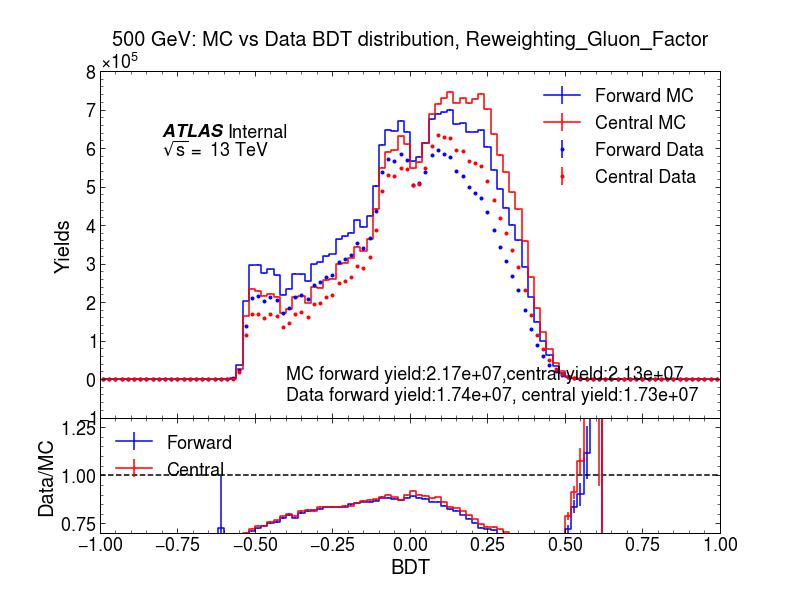 500 GeV: MC vs Data BDT distribution, Reweighting_Gluon_Factor
×10⁵
8
7
6
5
4
3
2
1
0
−1
Yields
ATLAS Internal
√s = 13 TeV
Forward MC
Central MC
Forward Data
Central Data
MC forward yield:2.17e+07,central yield:2.13e+07
Data forward yield:1.74e+07, central yield:1.73e+07
1.25
1.00
0.75
Data/MC
Forward
Central
−1.00 −0.75 −0.50 −0.25 0.00 0.25 0.50 0.75 1.00
BDT